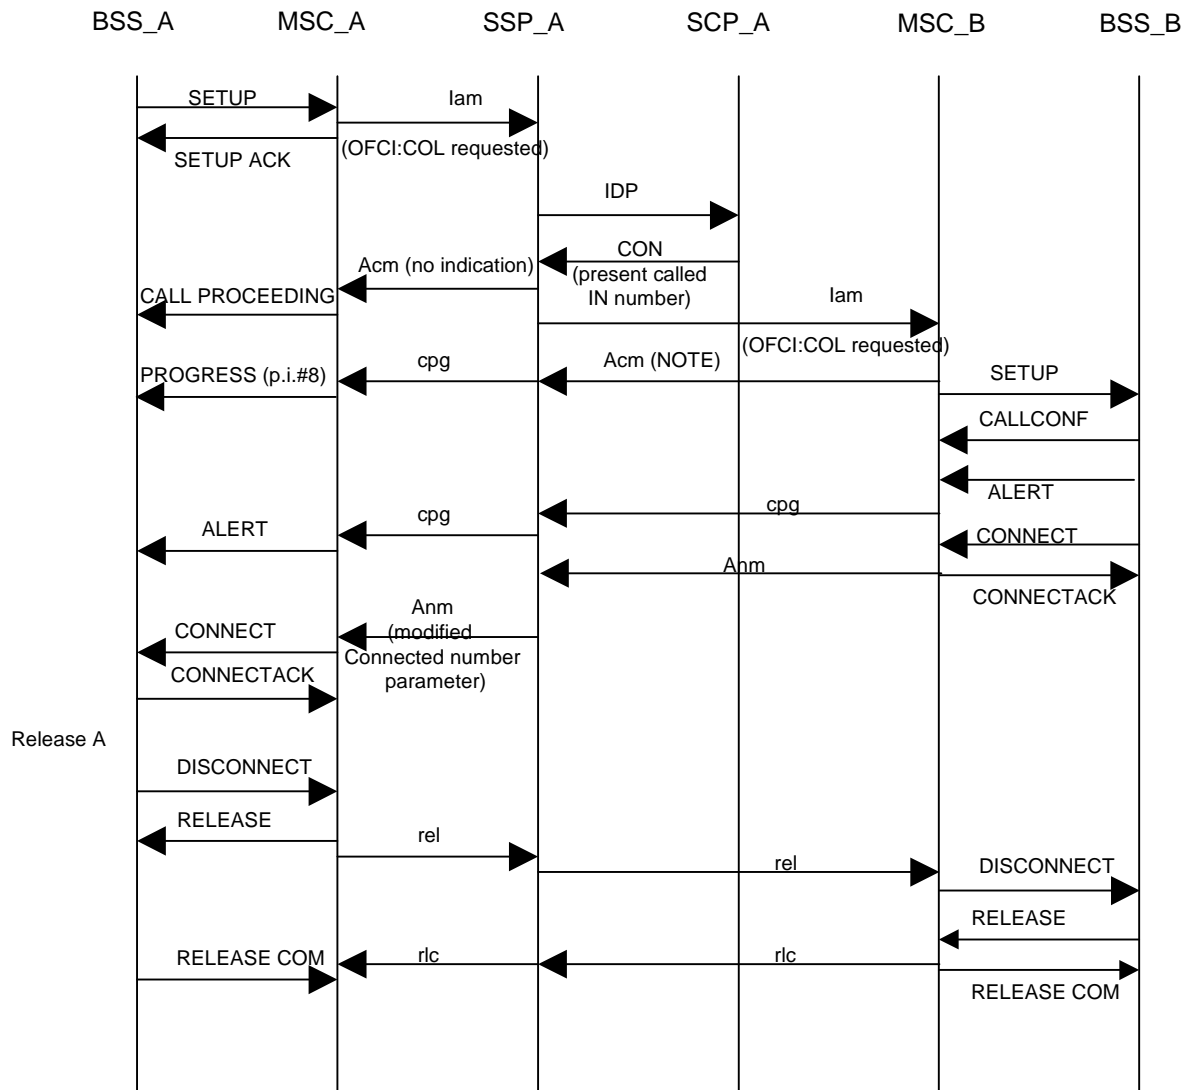 BSS_A MSC_A SSP_A SCP_A MSC_B BSS_B
SETUP
Iam
(OFCI:COL requested)
SETUP ACK
IDP
CON
(present called
IN number)
Acm (no indication)
CALL PROCEEDING
Iam
(OFCI:COL requested)
Acm (NOTE)
cpg
PROGRESS (p.i.#8)
SETUP
CALLCONF
ALERT
cpg
cpg
ALERT
CONNECT
Anm
CONNECTACK
Anm
(modified
Connected number
parameter)
CONNECT
CONNECTACK
Release A
DISCONNECT
RELEASE
rel
rel
DISCONNECT
RELEASE
rlc
rlc
RELEASE COM
RELEASE COM